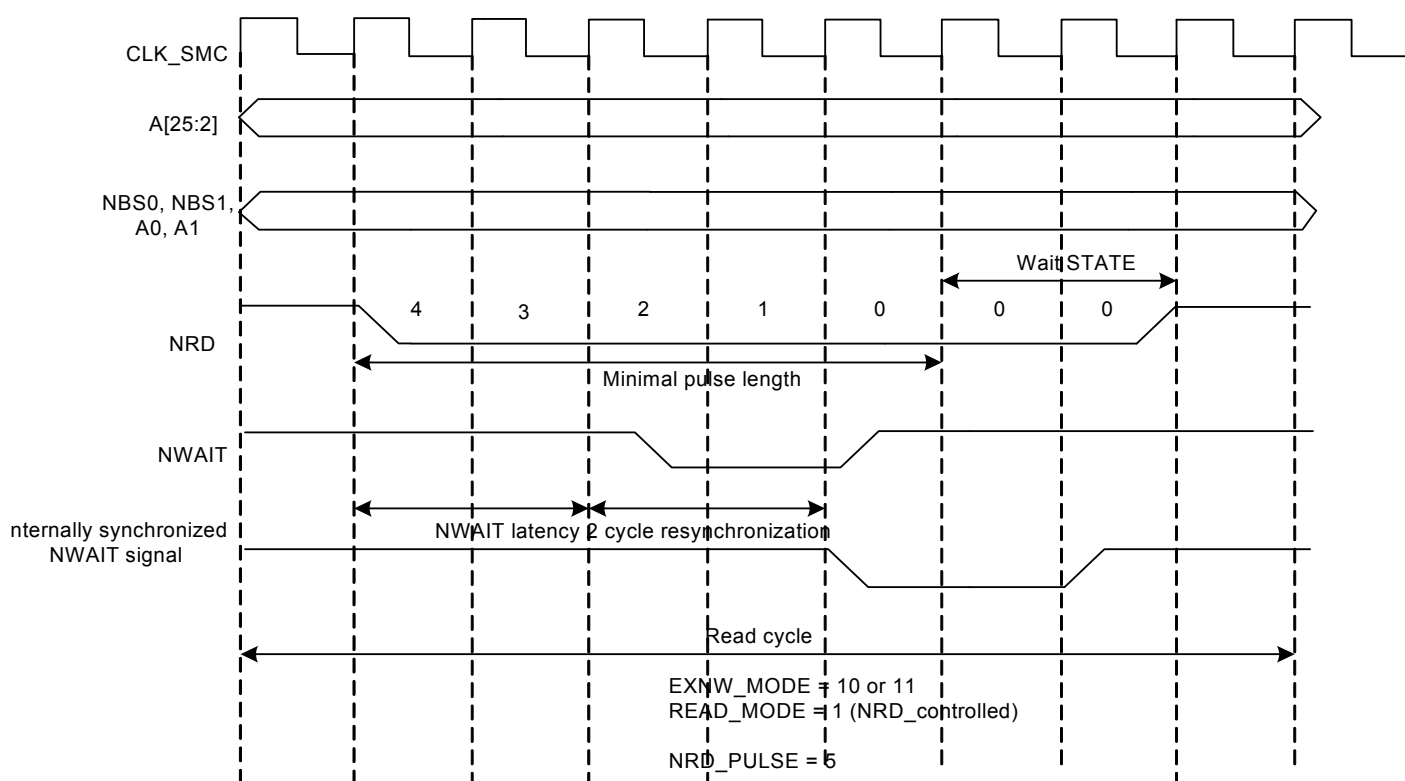 CLK_SMC
A[25:2]
NBS0, NBS1,
A0, A1
Wait STATE
4 3 2 1 0 0 0
NRD
Minimal pulse length
NWAIT
NWAIT latency 2 cycle resynchronization
nternally synchronized
NWAIT signal
Read cycle
EXNW_MODE = 10 or 11
READ_MODE = 1 (NRD_controlled)
NRD_PULSE = 5